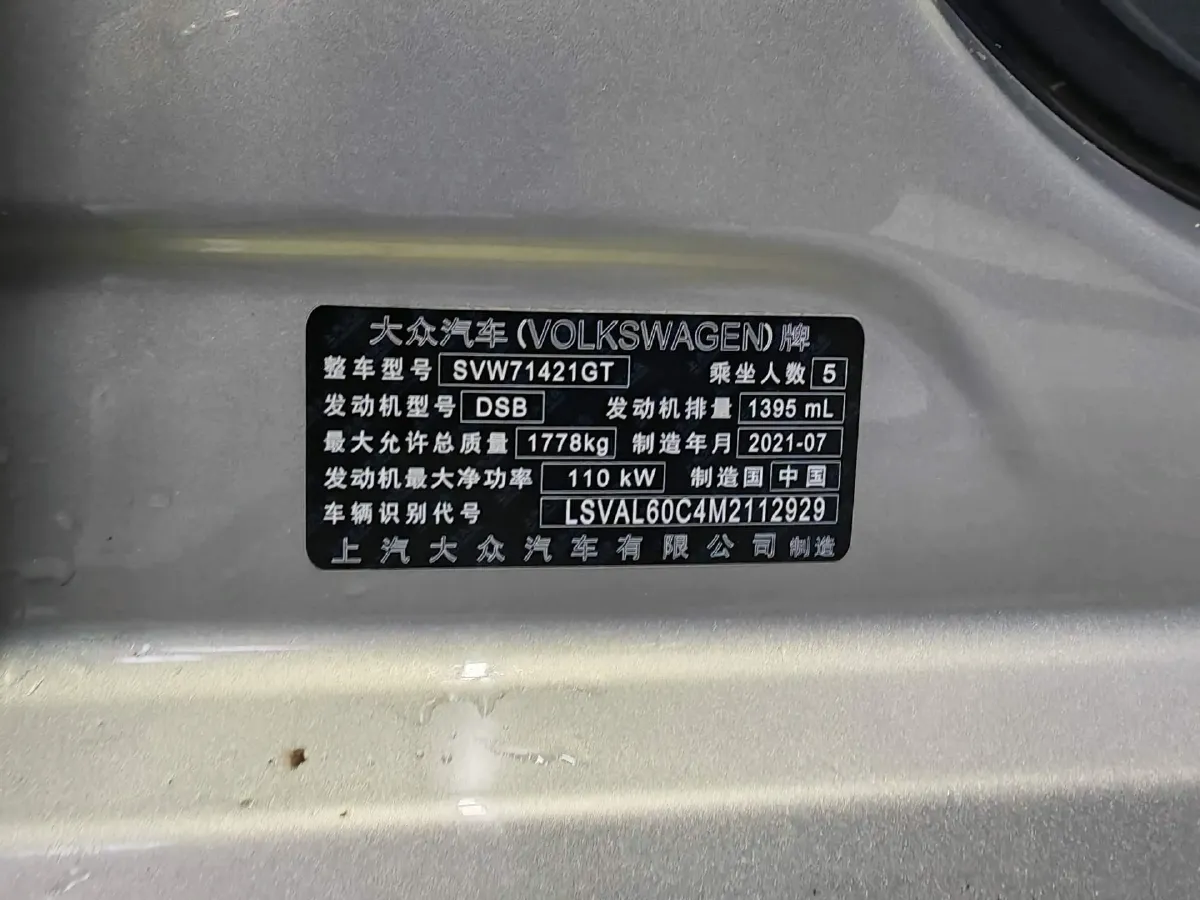 大众汽车(VOLKSWAGEN)牌
整车型号 SVW71421GT 乘坐人数 5
发动机型号 DSB 发动机排量 1395 mL
最大允许总质量 1778kg 制造年月 2021-07
发动机最大净功率 110 kW 制造国 中国
车辆识别代号 LSVAL60C4M2112929
上汽大众汽车有限公司制造